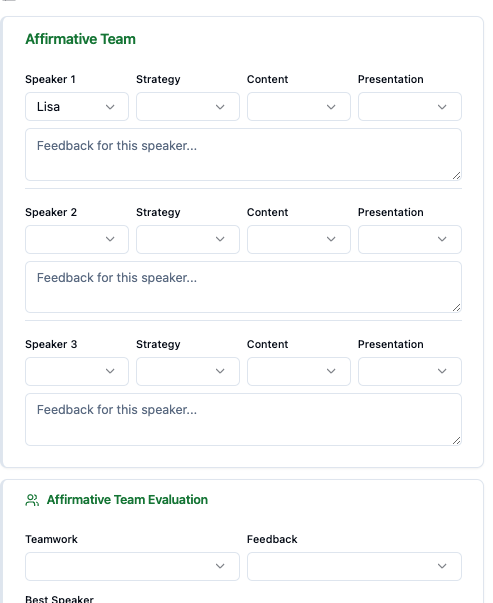 Affirmative Team
Speaker 1 Strategy Content Presentation
Lisa
Feedback for this speaker...
Speaker 2 Strategy Content Presentation
Feedback for this speaker...
Speaker 3 Strategy Content Presentation
Feedback for this speaker...
Affirmative Team Evaluation
Teamwork Feedback
Best Speaker